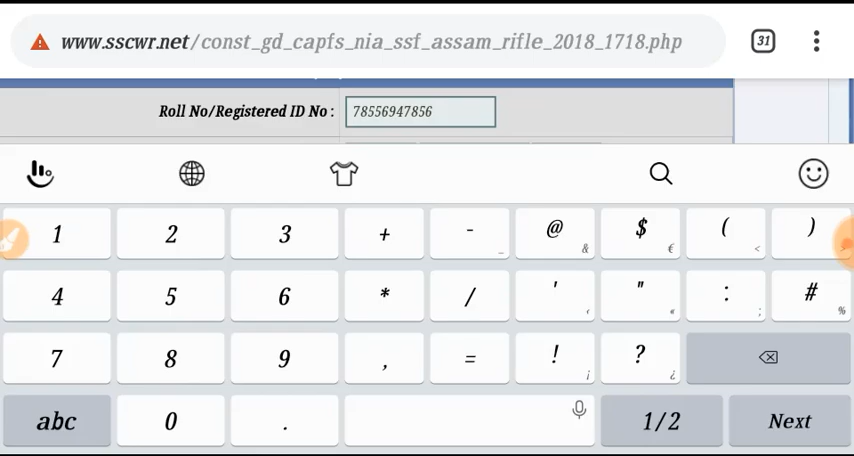 www.sscwr.net/const_gd_capfs_nia_ssf_assam_rifle_2018_1718.php 31
Roll No/Registered ID No : 78556947856
1 2 3 + - _ @ & $ € ( < )
4 5 6 * / ' ‹ " « : ; # %
7 8 9 , = ! ¡ ? ¿
abc 0 . 1/2 Next